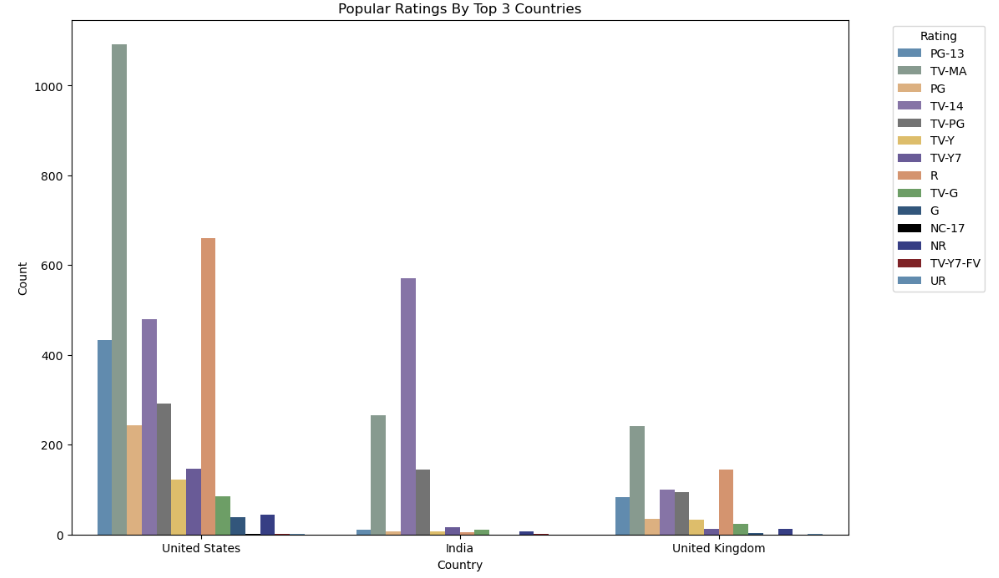 Popular Ratings By Top 3 Countries
Count
1000
800
600
400
200
0
United States
India
United Kingdom
Country
Rating
PG-13
TV-MA
PG
TV-14
TV-PG
TV-Y
TV-Y7
R
TV-G
G
NC-17
NR
TV-Y7-FV
UR